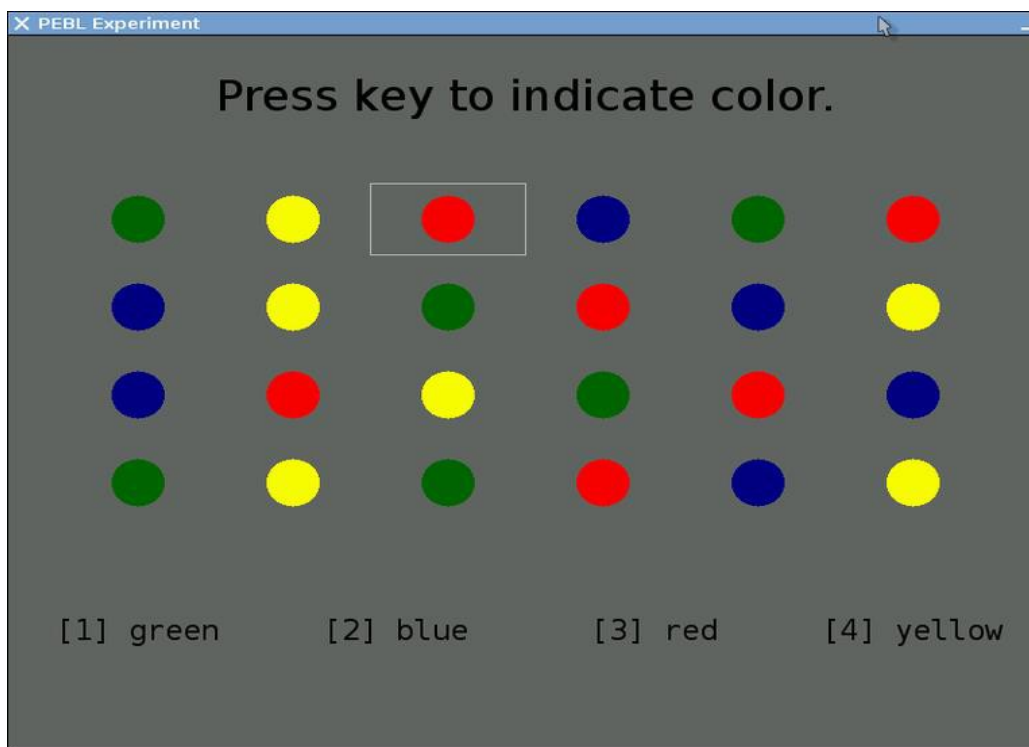 PEBL Experiment
Press key to indicate color.
[1] green [2] blue [3] red [4] yellow